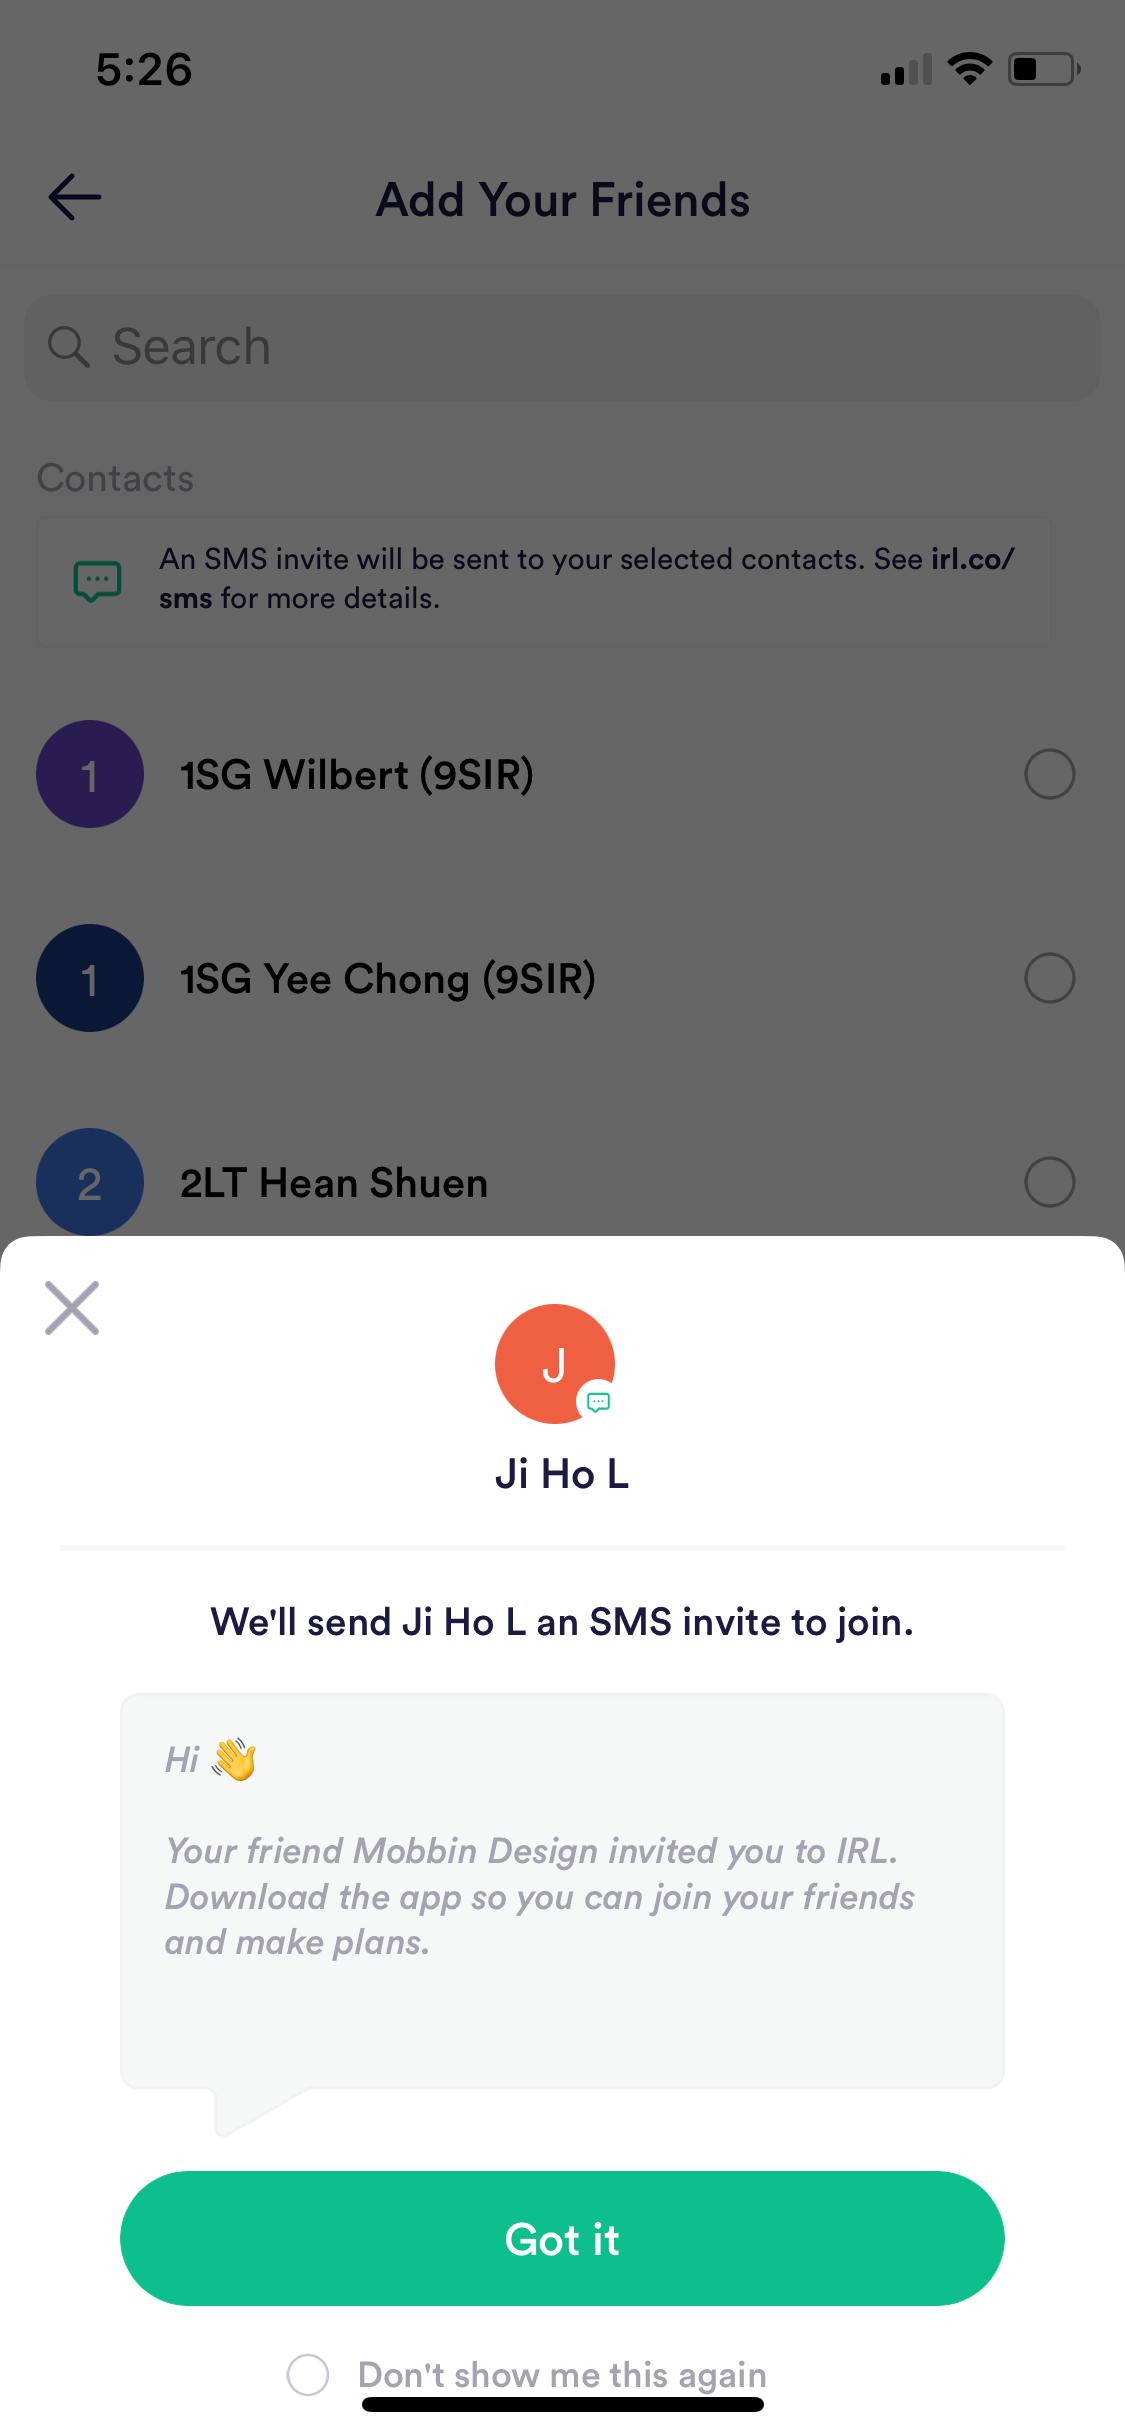 5:26
Add Your Friends
Search
Contacts
An SMS invite will be sent to your selected contacts. See irl.co/
sms for more details.
1
1SG Wilbert (9SIR)
1
1SG Yee Chong (9SIR)
2
2LT Hean Shuen
J
Ji Ho L
We'll send Ji Ho L an SMS invite to join.
Hi 👋
Your friend Mobbin Design invited you to IRL.
Download the app so you can join your friends
and make plans.
Got it
Don't show me this again